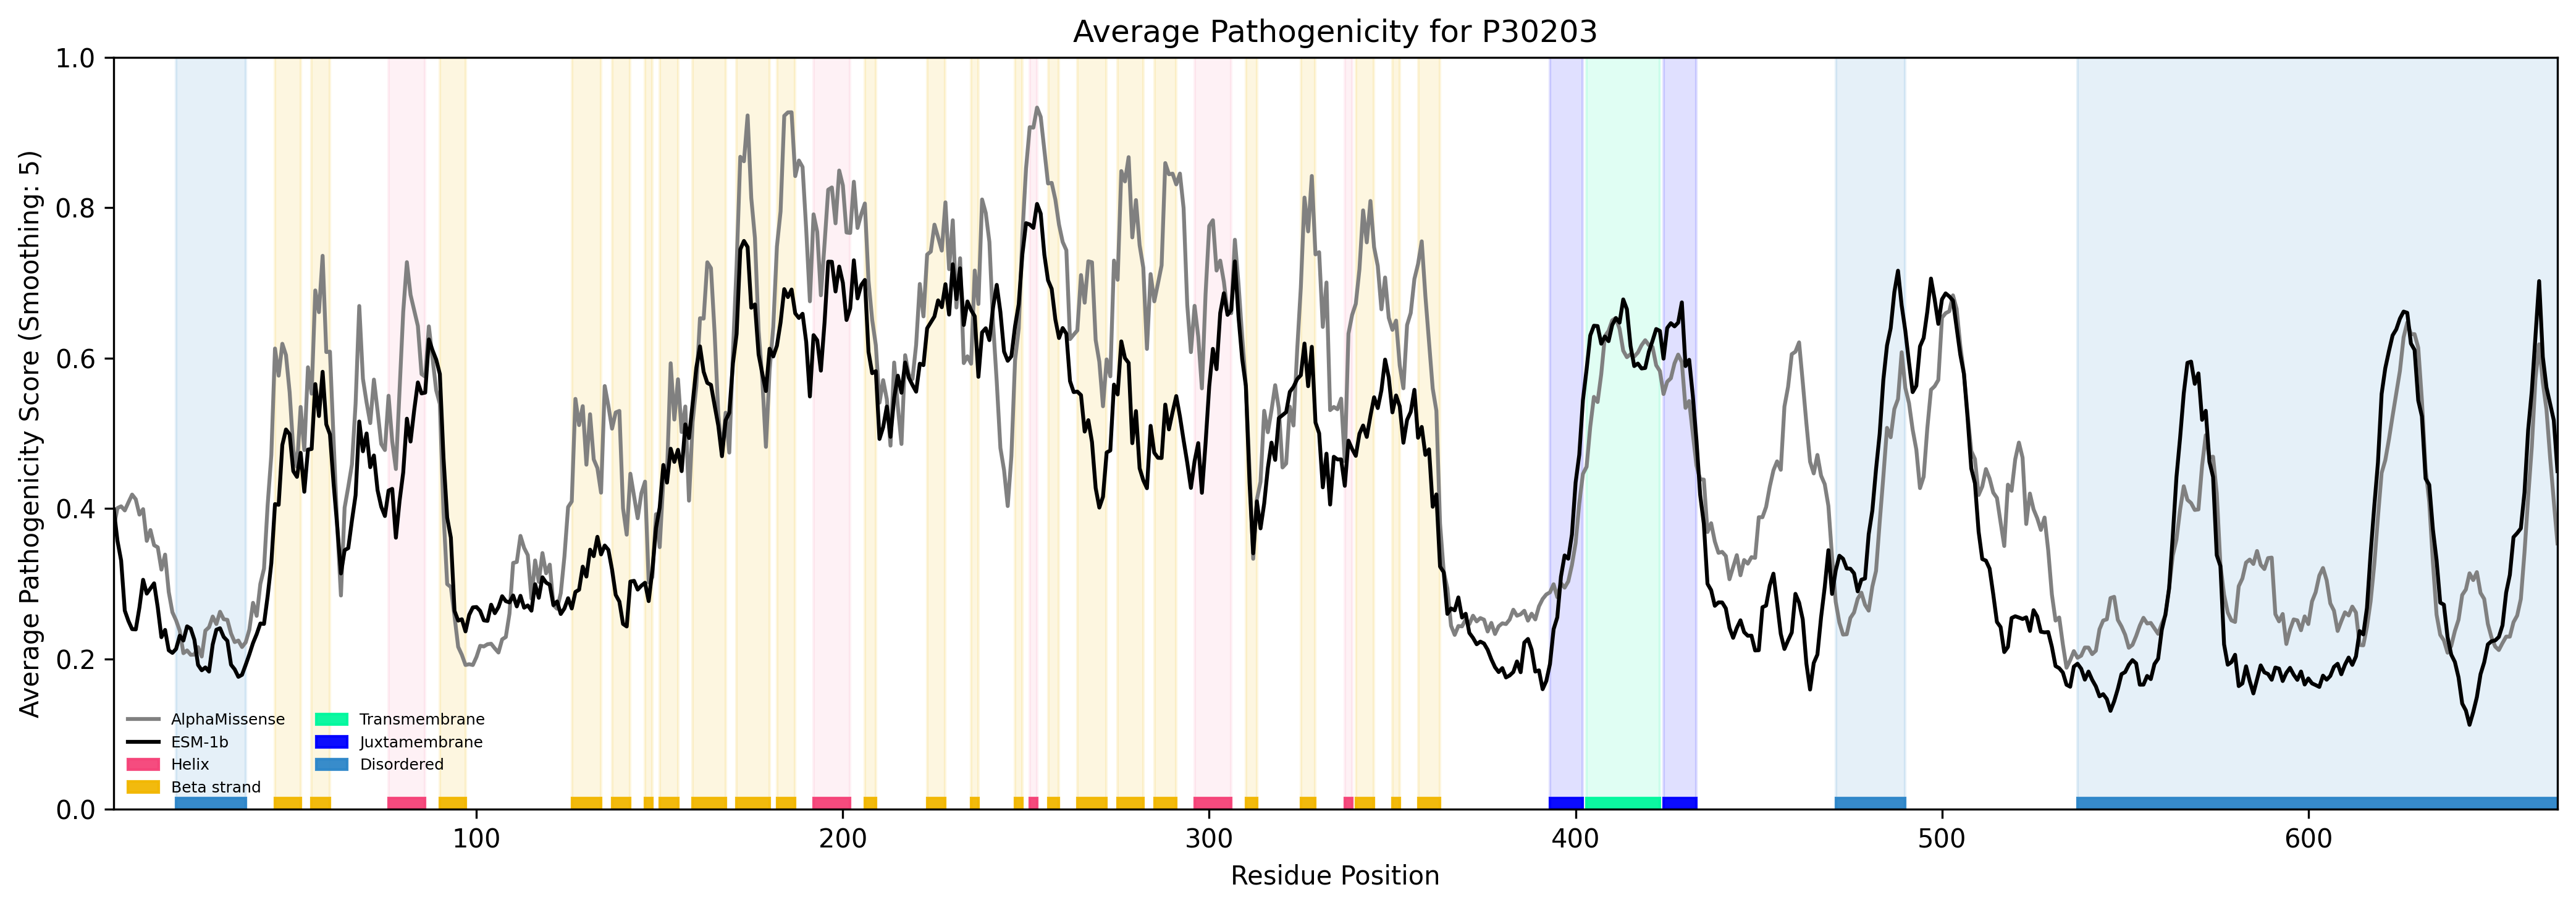 Average Pathogenicity for P30203
Average Pathogenicity Score (Smoothing: 5)
1.0
0.8
0.6
0.4
0.2
0.0
AlphaMissense
ESM-1b
Helix
Beta strand
Transmembrane
Juxtamembrane
Disordered
100
200
300
400
500
600
Residue Position